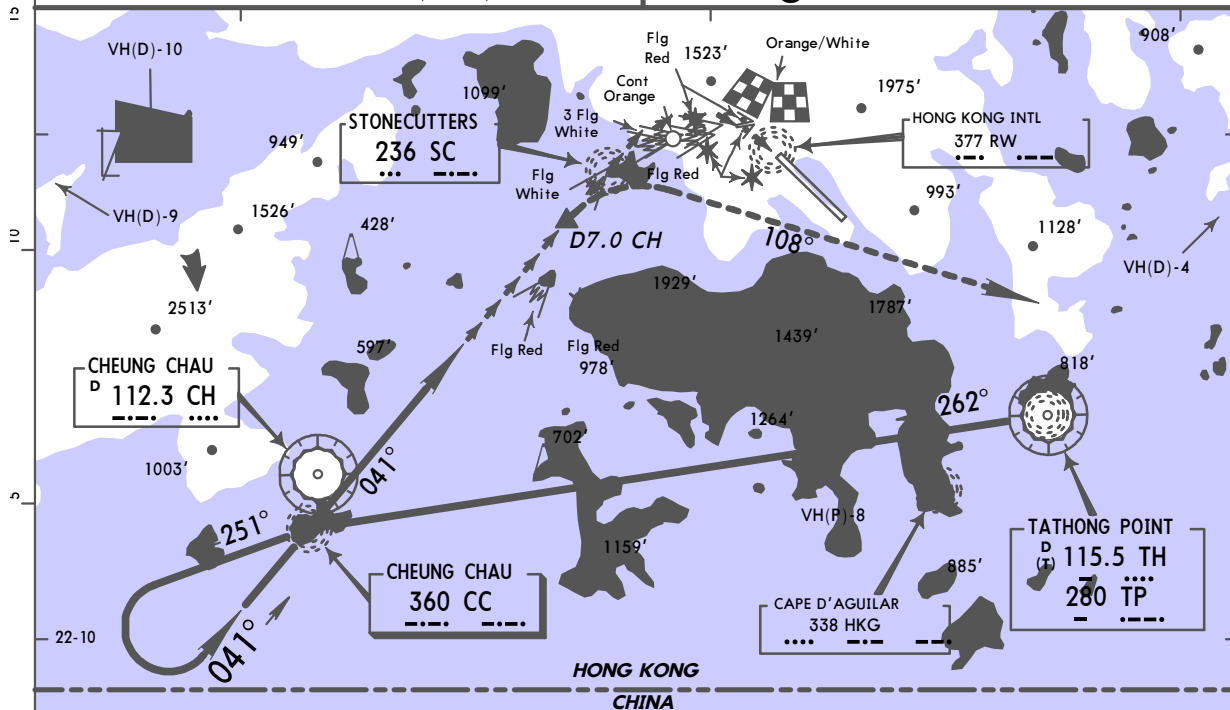 15
VH(D)-10
Flg
Red
1523′
Orange/White
908′
1099′
Cont
Orange
1975′
3 Flg
White
STONECUTTERS
236 SC
HONG KONG INTL
377 RW
949′
Flg
White
Flg Red
VH(D)-9
1526′
428′
993′
1128′
10
D7.0 CH
108°
VH(D)-4
1929′
2513′
1787′
1439′
597′
Flg Red
Flg Red
978′
818′
CHEUNG CHAU
D 112.3 CH
262°
1264′
702′
1003′
041°
5
251°
VH(P)-8
TATHONG POINT
D
(T) 115.5 TH
280 TP
1159′
885′
CHEUNG CHAU
360 CC
CAPE D'AGUILAR
338 HKG
22-10
041°
HONG KONG
CHINA